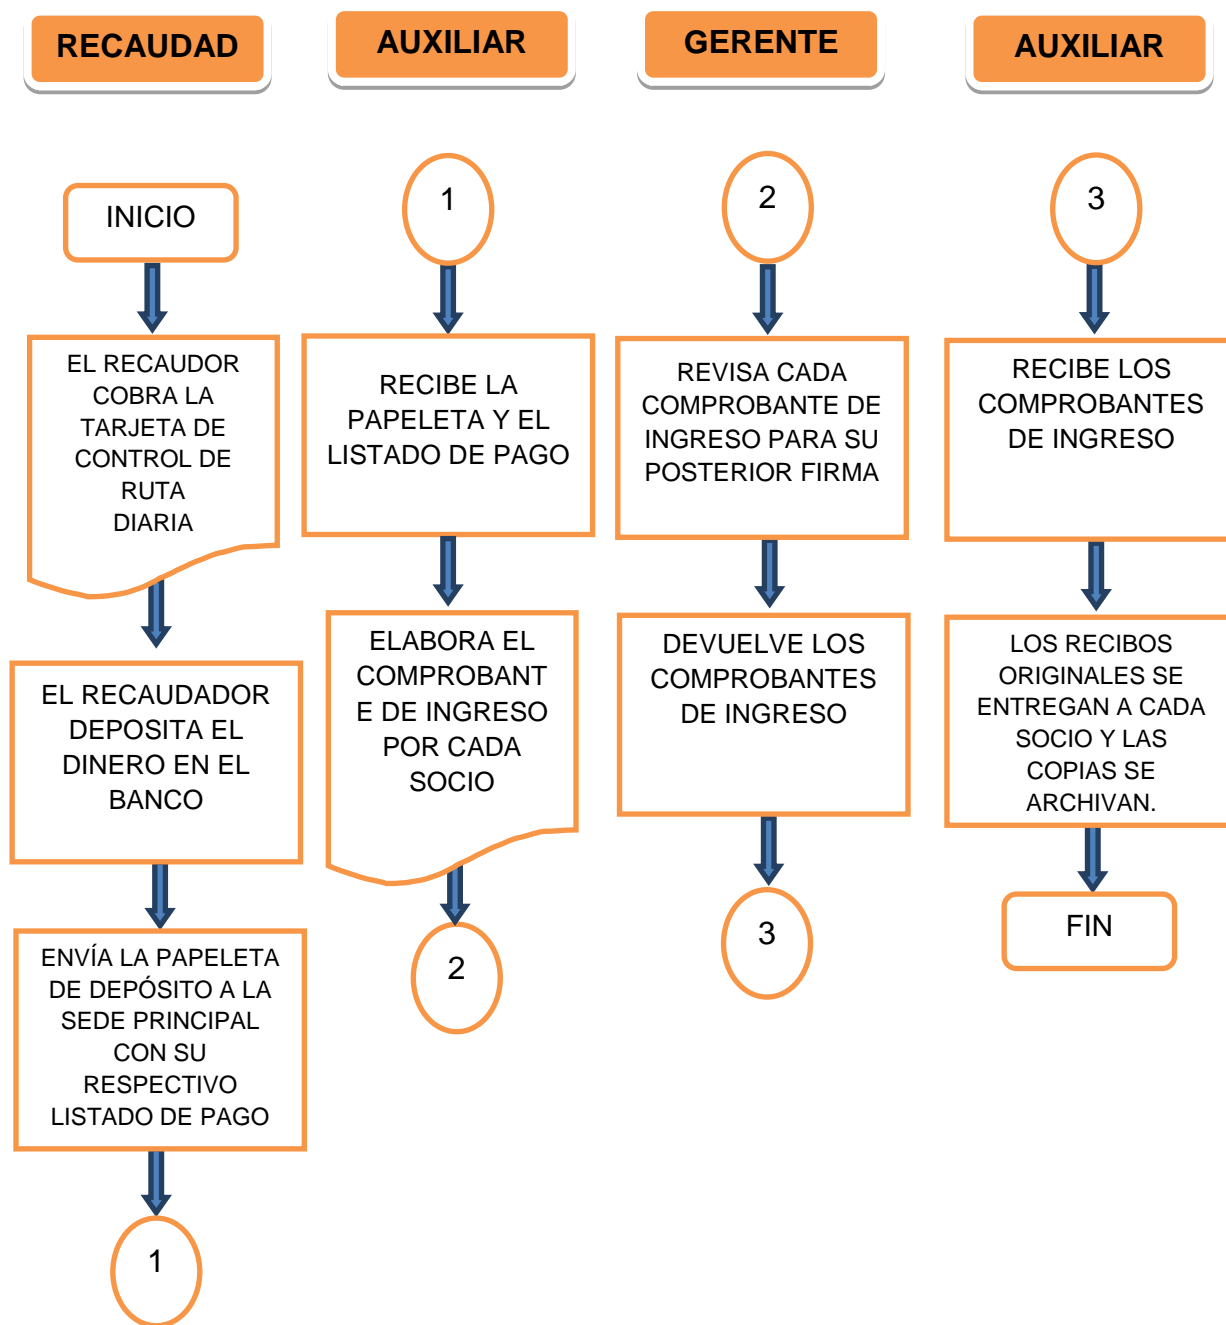 RECAUDAD
AUXILIAR
GERENTE
AUXILIAR
INICIO
EL RECAUDOR
COBRA LA
TARJETA DE
CONTROL DE
RUTA
DIARIA
EL RECAUDADOR
DEPOSITA EL
DINERO EN EL
BANCO
ENVÍA LA PAPELETA
DE DEPÓSITO A LA
SEDE PRINCIPAL
CON SU
RESPECTIVO
LISTADO DE PAGO
1
1
RECIBE LA
PAPELETA Y EL
LISTADO DE PAGO
ELABORA EL
COMPROBANT
E DE INGRESO
POR CADA
SOCIO
2
2
REVISA CADA
COMPROBANTE DE
INGRESO PARA SU
POSTERIOR FIRMA
DEVUELVE LOS
COMPROBANTES
DE INGRESO
3
3
RECIBE LOS
COMPROBANTES
DE INGRESO
LOS RECIBOS
ORIGINALES SE
ENTREGAN A CADA
SOCIO Y LAS
COPIAS SE
ARCHIVAN.
FIN